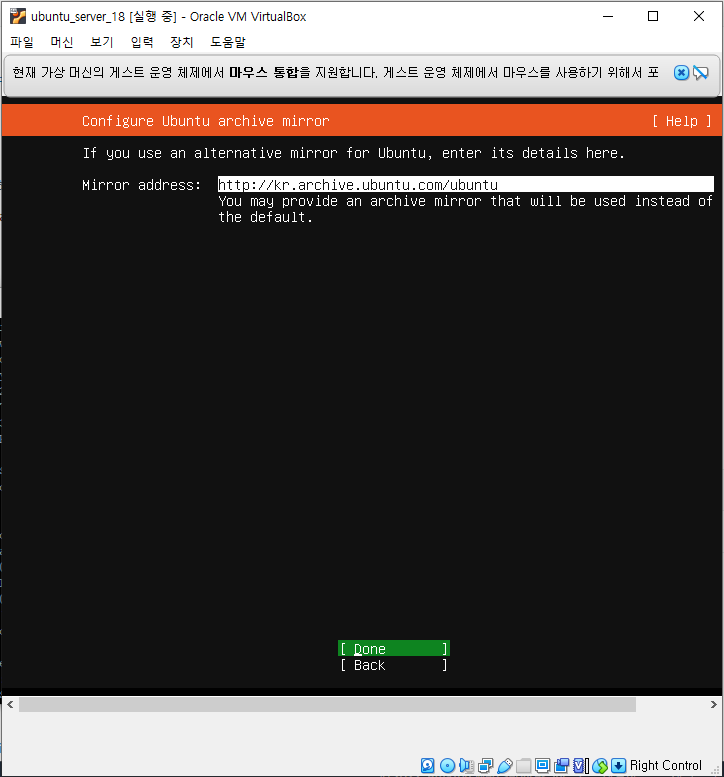 ubuntu_server_18 [실행 중] - Oracle VM VirtualBox
파일 머신 보기 입력 장치 도움말
현재 가상 머신의 게스트 운영 체제에서 마우스 통합을 지원합니다. 게스트 운영 체제에서 마우스를 사용하기 위해서 포
Configure Ubuntu archive mirror [ Help ]
If you use an alternative mirror for Ubuntu, enter its details here.
Mirror address: http://kr.archive.ubuntu.com/ubuntu
You may provide an archive mirror that will be used instead of
the default.
[ Done ]
[ Back ]
Right Control